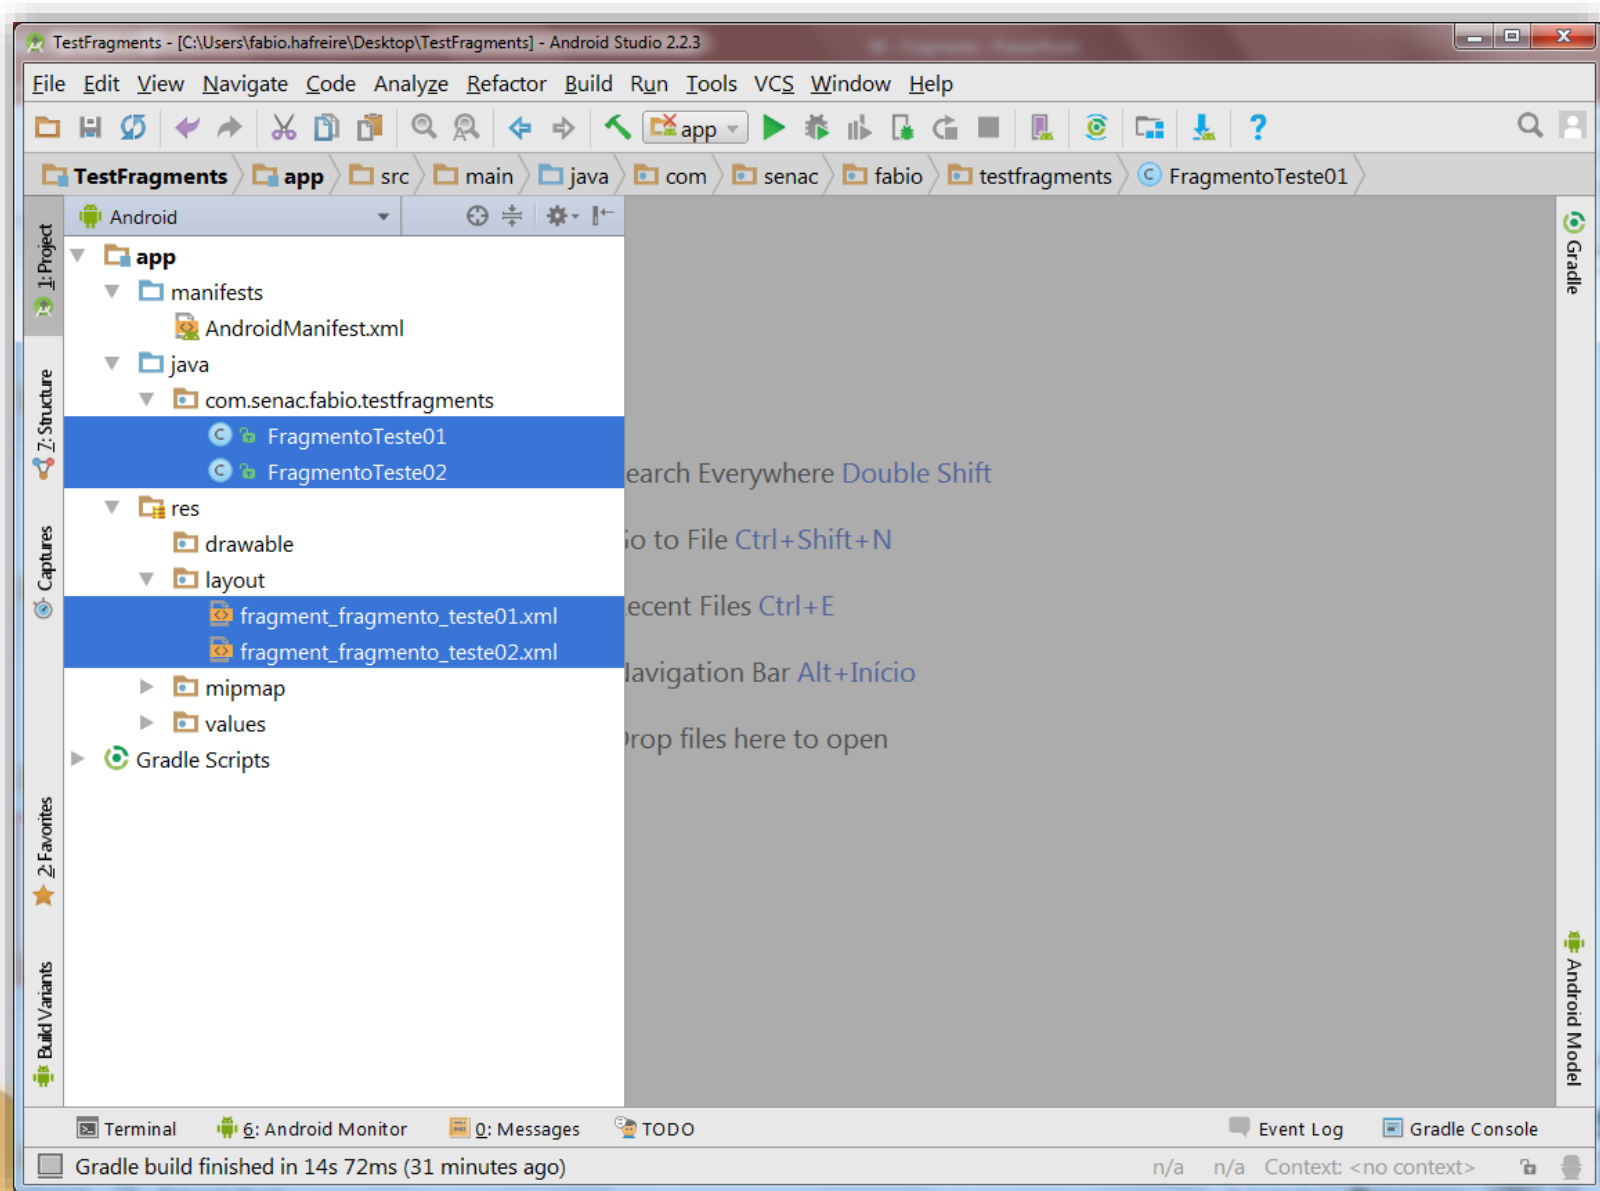 TestFragments - [C:\Users\fabio.hafreire\Desktop\TestFragments] - Android Studio 2.2.3
File Edit View Navigate Code Analyze Refactor Build Run Tools VCS Window Help
app
TestFragments app src main java com senac fabio testfragments FragmentoTeste01
Android
1: Project
7: Structure
Captures
2: Favorites
Build Variants
app
manifests
AndroidManifest.xml
java
com.senac.fabio.testfragments
FragmentoTeste01
FragmentoTeste02
res
drawable
layout
fragment_fragmento_teste01.xml
fragment_fragmento_teste02.xml
mipmap
values
Gradle Scripts
earch Everywhere Double Shift
o to File Ctrl+Shift+N
ecent Files Ctrl+E
avigation Bar Alt+Início
rop files here to open
Gradle
Android Model
Terminal 6: Android Monitor 0: Messages TODO Event Log Gradle Console
Gradle build finished in 14s 72ms (31 minutes ago) n/a n/a Context: <no context>